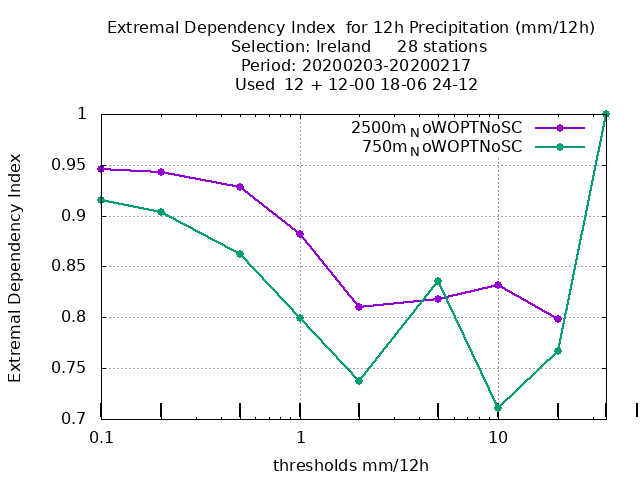 Extremal Dependency Index  for 12h Precipitation (mm/12h)
Selection: Ireland     28 stations
Period: 20200203-20200217
Used  12 + 12-00 18-06 24-12
2500m_NoWOPTNoSC
750m_NoWOPTNoSC
1
0.95
0.9
0.85
0.8
0.75
0.7
Extremal Dependency Index
0.1
1
10
thresholds mm/12h